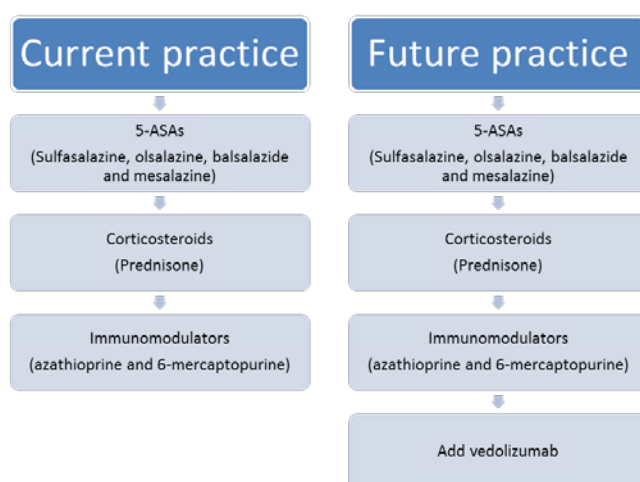 Current practice
5-ASAs
(Sulfasalazine, olsalazine, balsalazide
and mesalazine)
Corticosteroids
(Prednisone)
Immunomodulators
(azathioprine and 6-mercaptopurine)
Future practice
5-ASAs
(Sulfasalazine, olsalazine, balsalazide
and mesalazine)
Corticosteroids
(Prednisone)
Immunomodulators
(azathioprine and 6-mercaptopurine)
Add vedolizumab